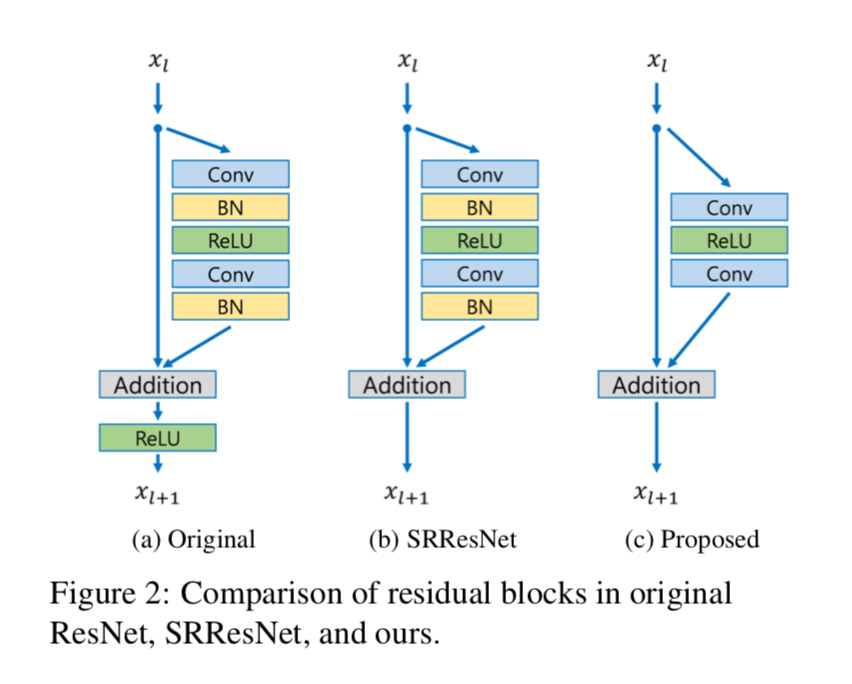 x_l
x_l
x_l
Conv
BN
ReLU
Conv
BN
Addition
ReLU
x_{l+1}
Conv
BN
ReLU
Conv
BN
Addition
x_{l+1}
Conv
ReLU
Conv
Addition
x_{l+1}
(a) Original
(b) SRResNet
(c) Proposed
Figure 2: Comparison of residual blocks in original
ResNet, SRResNet, and ours.